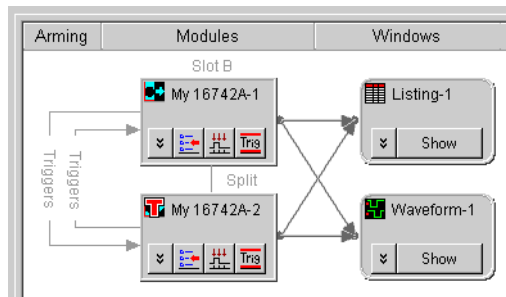 Arming Modules Windows
Slot B
My 16742A-1
Trig
Listing-1
Show
Triggers
Triggers
Split
My 16742A-2
Trig
Waveform-1
Show